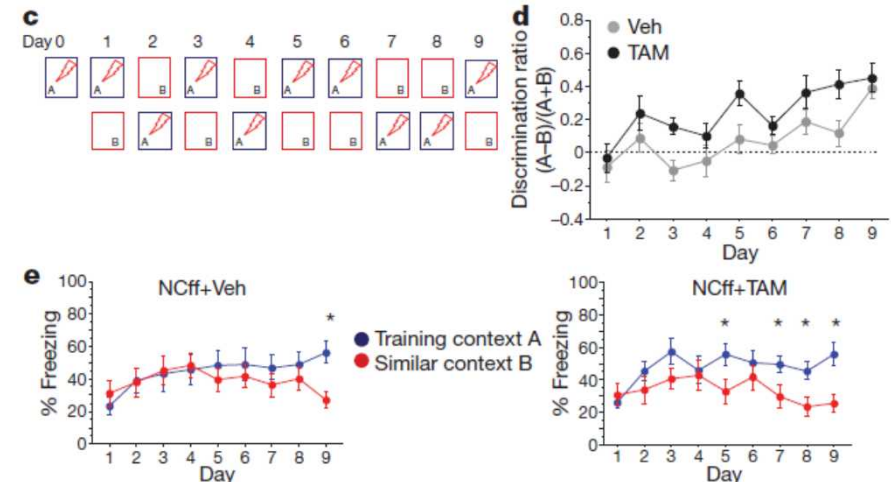 c
Day 0 1 2 3 4 5 6 7 8 9
A A B A B A A B B A
B A B A B B A A B
d
Discrimination ratio
(A–B)/(A+B)
0.8
0.6
0.4
0.2
0
–0.2
–0.4
Veh
TAM
1 2 3 4 5 6 7 8 9
Day
e
NCff+Veh
% Freezing
100
80
60
40
20
0
*
1 2 3 4 5 6 7 8 9
Day
Training context A
Similar context B
NCff+TAM
% Freezing
100
80
60
40
20
0
* * * *
1 2 3 4 5 6 7 8 9
Day